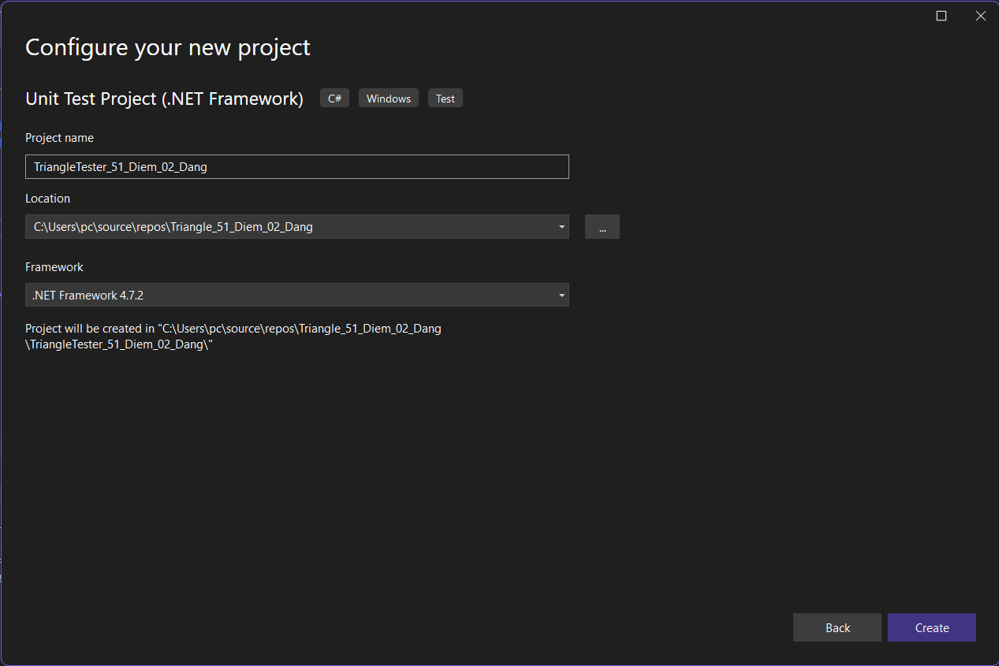 Configure your new project
Unit Test Project (.NET Framework) C# Windows Test
Project name
TriangleTester_51_Diem_02_Dang
Location
C:\Users\pc\source\repos\Triangle_51_Diem_02_Dang
...
Framework
.NET Framework 4.7.2
Project will be created in "C:\Users\pc\source\repos\Triangle_51_Diem_02_Dang
\TriangleTester_51_Diem_02_Dang\"
Back Create